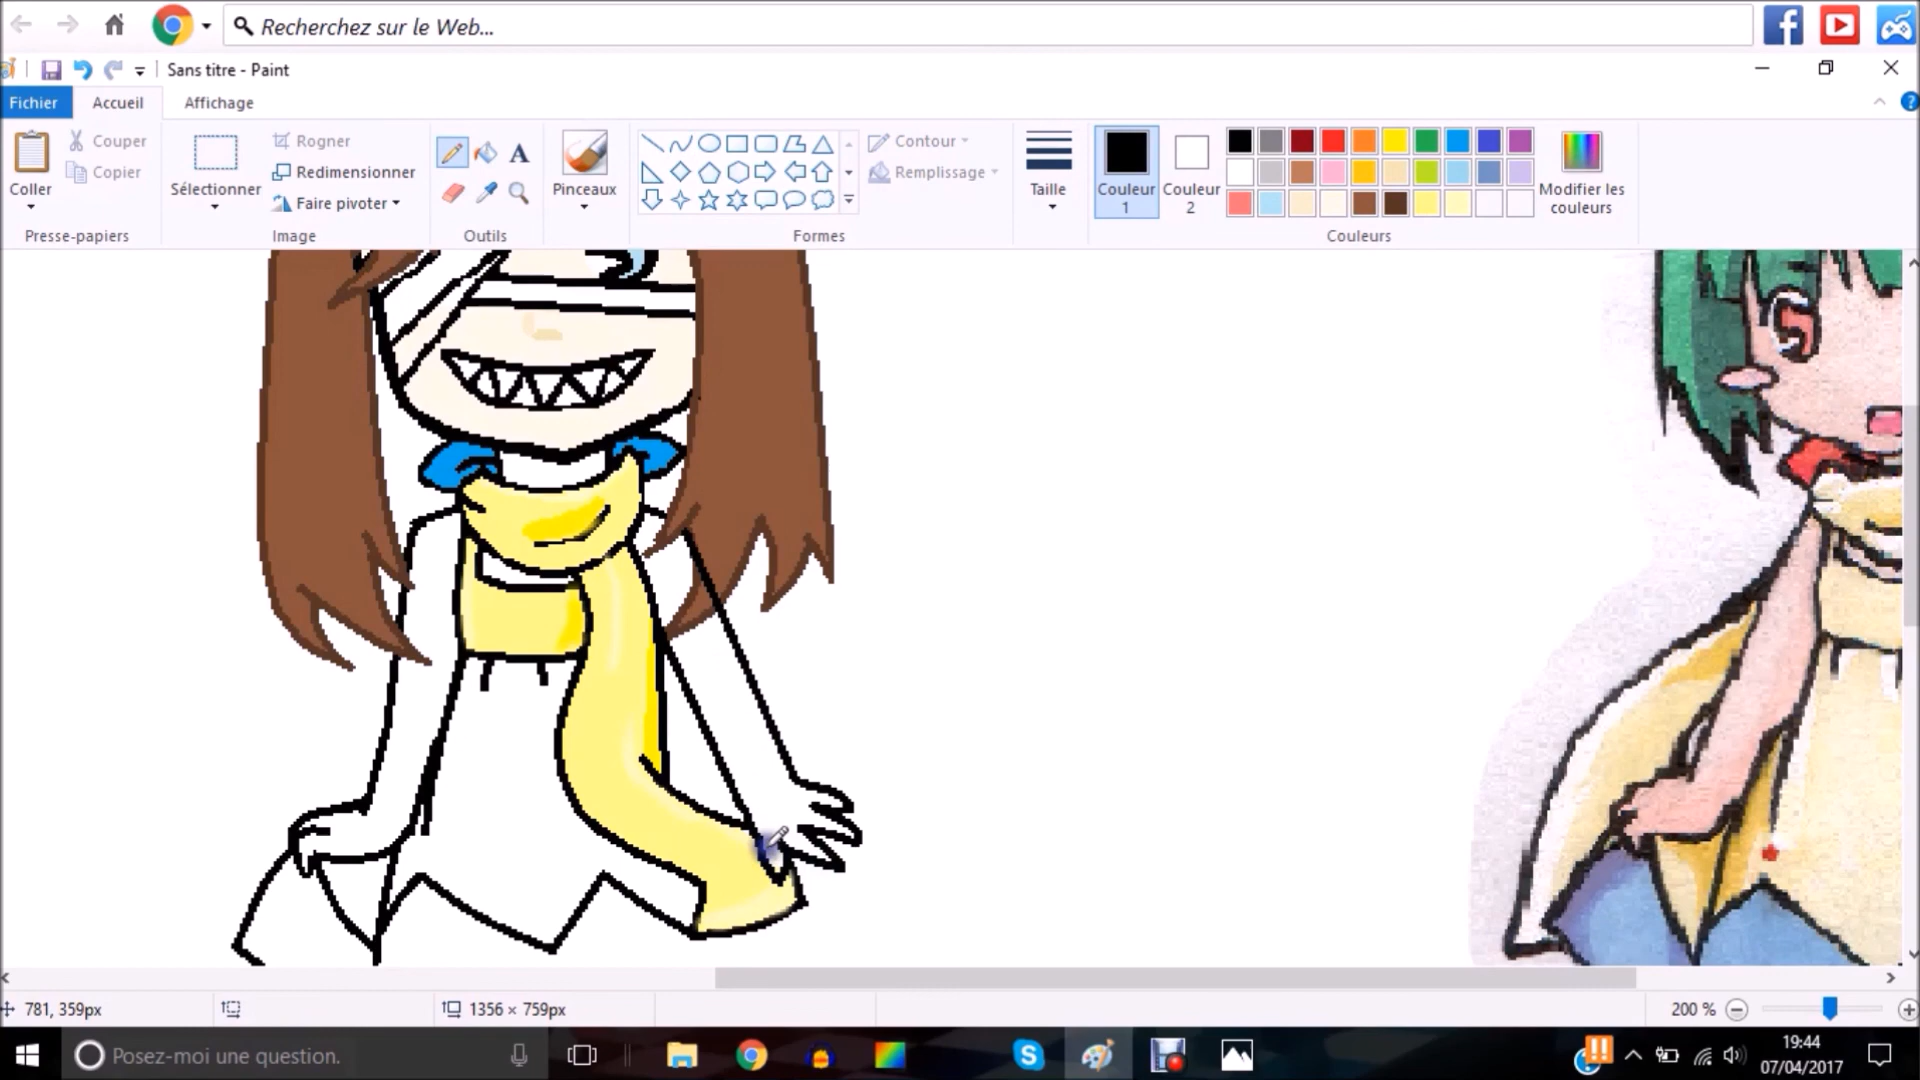 Recherchez sur le Web...
Sans titre - Paint
Fichier
Accueil
Affichage
Coller
Couper
Copier
Presse-papiers
Sélectionner
Rogner
Redimensionner
Faire pivoter
Image
A
Outils
Pinceaux
Formes
Contour
Remplissage
Taille
Couleur
1
Couleur
2
Modifier les
couleurs
Couleurs
781, 359px
1356 × 759px
200 %
Posez-moi une question.
19:44
07/04/2017